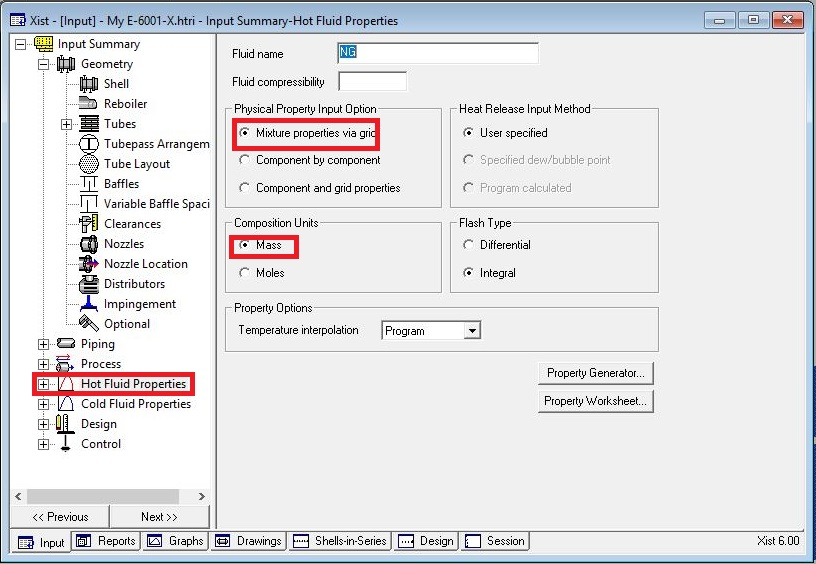 Xist - [Input] - My E-6001-X.htri - Input Summary-Hot Fluid Properties
Input Summary
Geometry
Shell
Reboiler
Tubes
Tubepass Arrangem
Tube Layout
Baffles
Variable Baffle Spaci
Clearances
Nozzles
Nozzle Location
Distributors
Impingement
Optional
Piping
Process
Hot Fluid Properties
Cold Fluid Properties
Design
Control
<< Previous
Next >>
Fluid name
NG
Fluid compressibility
Physical Property Input Option
Mixture properties via grid
Component by component
Component and grid properties
Heat Release Input Method
User specified
Specified dew/bubble point
Program calculated
Composition Units
Mass
Moles
Flash Type
Differential
Integral
Property Options
Temperature interpolation
Program
Property Generator...
Property Worksheet...
Input
Reports
Graphs
Drawings
Shells-in-Series
Design
Session
Xist 6.00